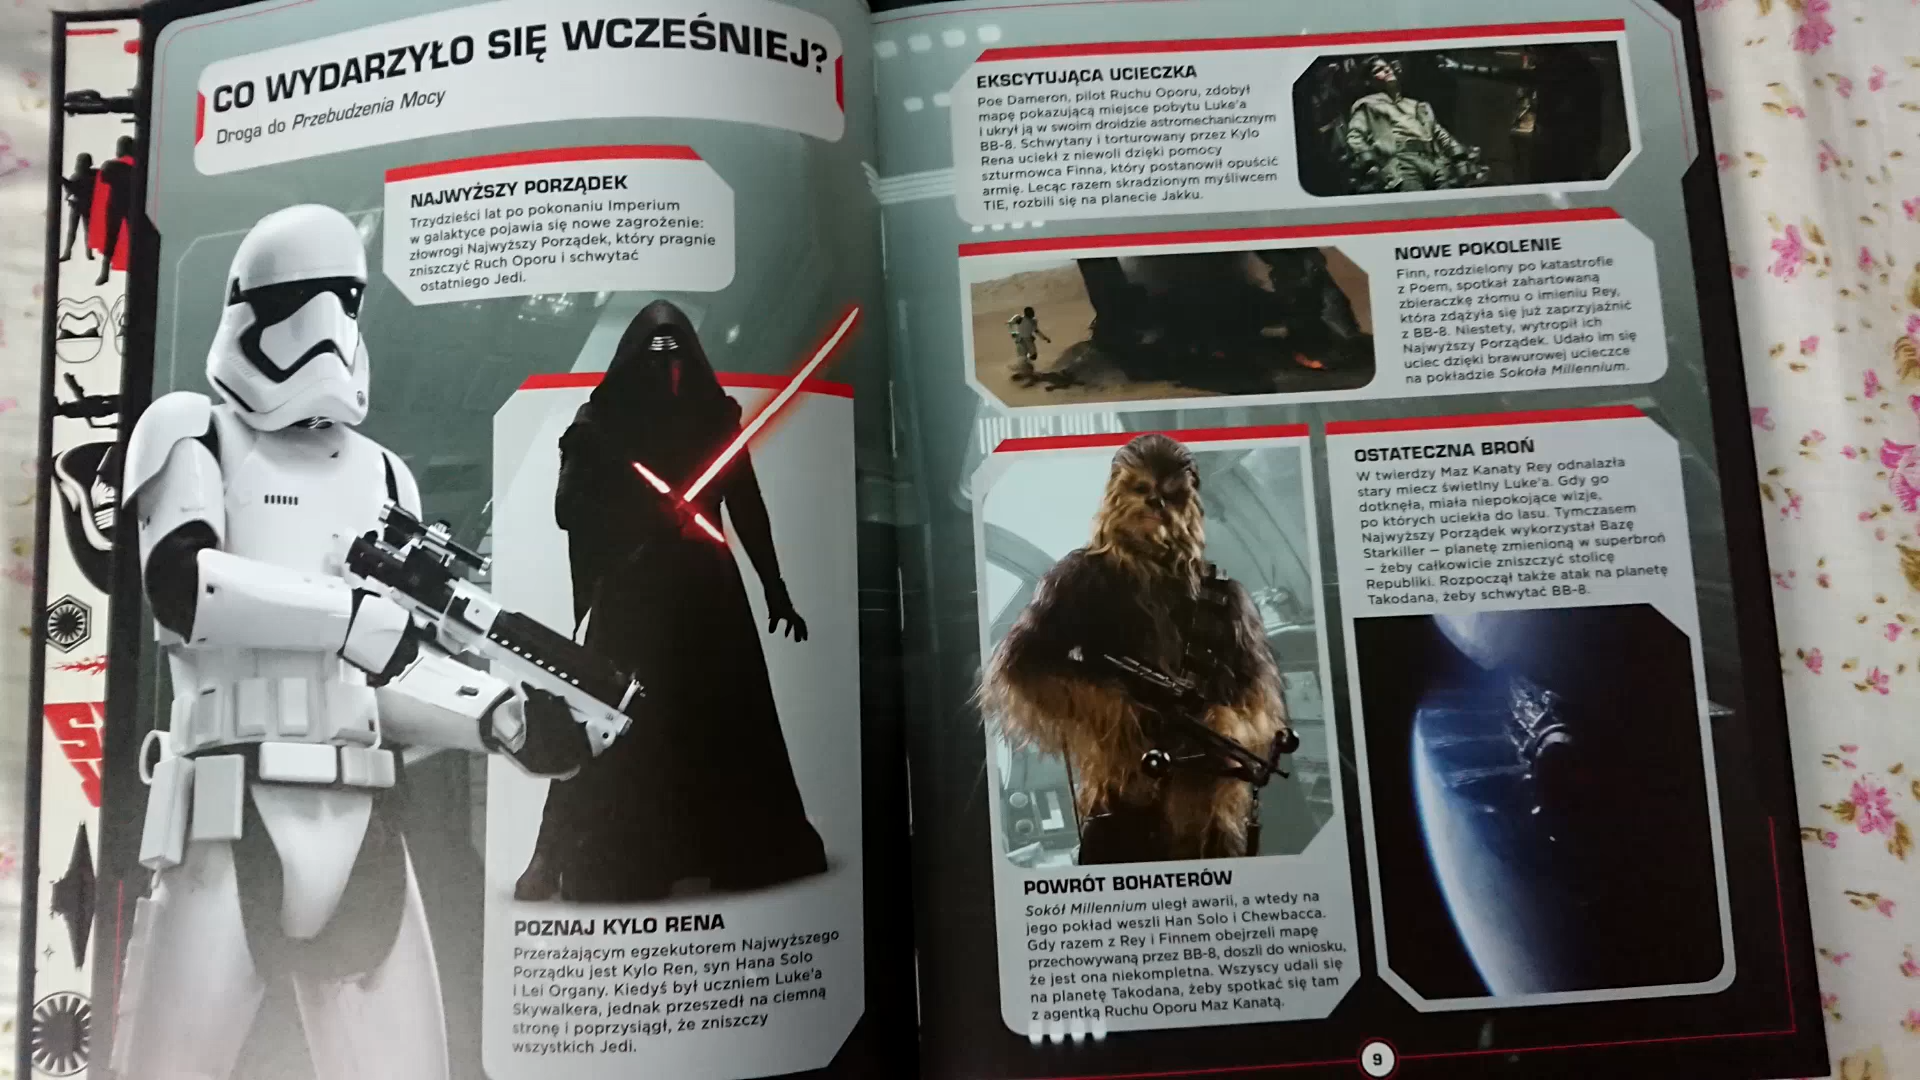 CO WYDARZYŁO SIĘ WCZEŚNIEJ?
Droga do Przebudzenia Mocy
NAJWYŻSZY PORZĄDEK
Trzydzieści lat po pokonaniu Imperium
w galaktyce pojawia się nowe zagrożenie:
złowrogi Najwyższy Porządek, który pragnie
zniszczyć Ruch Oporu i schwytać
ostatniego Jedi.
POZNAJ KYLO RENA
Przerażającym egzekutorem Najwyższego
Porządku jest Kylo Ren, syn Hana Solo
i Lei Organy. Kiedyś był uczniem Luke'a
Skywalkera, jednak przeszedł na ciemną
stronę i poprzysiągł, że zniszczy
wszystkich Jedi.
EKSCYTUJĄCA UCIECZKA
Poe Dameron, pilot Ruchu Oporu, zdobył
mapę pokazującą miejsce pobytu Luke'a
i ukrył ją w swoim droidzie astromechanicznym
BB-8. Schwytany i torturowany przez Kylo
Rena uciekł z niewoli dzięki pomocy
szturmowca Finna, który postanowił opuścić
armię. Lecąc razem skradzionym myśliwcem
TIE, rozbili się na planecie Jakku.
NOWE POKOLENIE
Finn, rozdzielony po katastrofie
z Poem, spotkał zahartowaną
zbieraczkę złomu o imieniu Rey,
która zdążyła się już zaprzyjaźnić
z BB-8. Niestety, wytropił ich
Najwyższy Porządek. Udało im się
uciec dzięki brawurowej ucieczce
na pokładzie Sokoła Millennium.
POWRÓT BOHATERÓW
Sokół Millennium uległ awarii, a wtedy na
jego pokład weszli Han Solo i Chewbacca.
Gdy razem z Rey i Finnem obejrzeli mapę
przechowywaną przez BB-8, doszli do wniosku,
że jest ona niekompletna. Wszyscy udali się
na planetę Takodana, żeby spotkać się tam
z agentką Ruchu Oporu Maz Kanatą.
OSTATECZNA BROŃ
W twierdzy Maz Kanaty Rey odnalazła
stary miecz świetlny Luke'a. Gdy go
dotknęła, miała niepokojące wizje,
po których uciekła do lasu. Tymczasem
Najwyższy Porządek wykorzystał Bazę
Starkiller – planetę zmienioną w superbroń
– żeby całkowicie zniszczyć stolicę
Republiki. Rozpoczął także atak na planetę
Takodana, żeby schwytać BB-8.
9